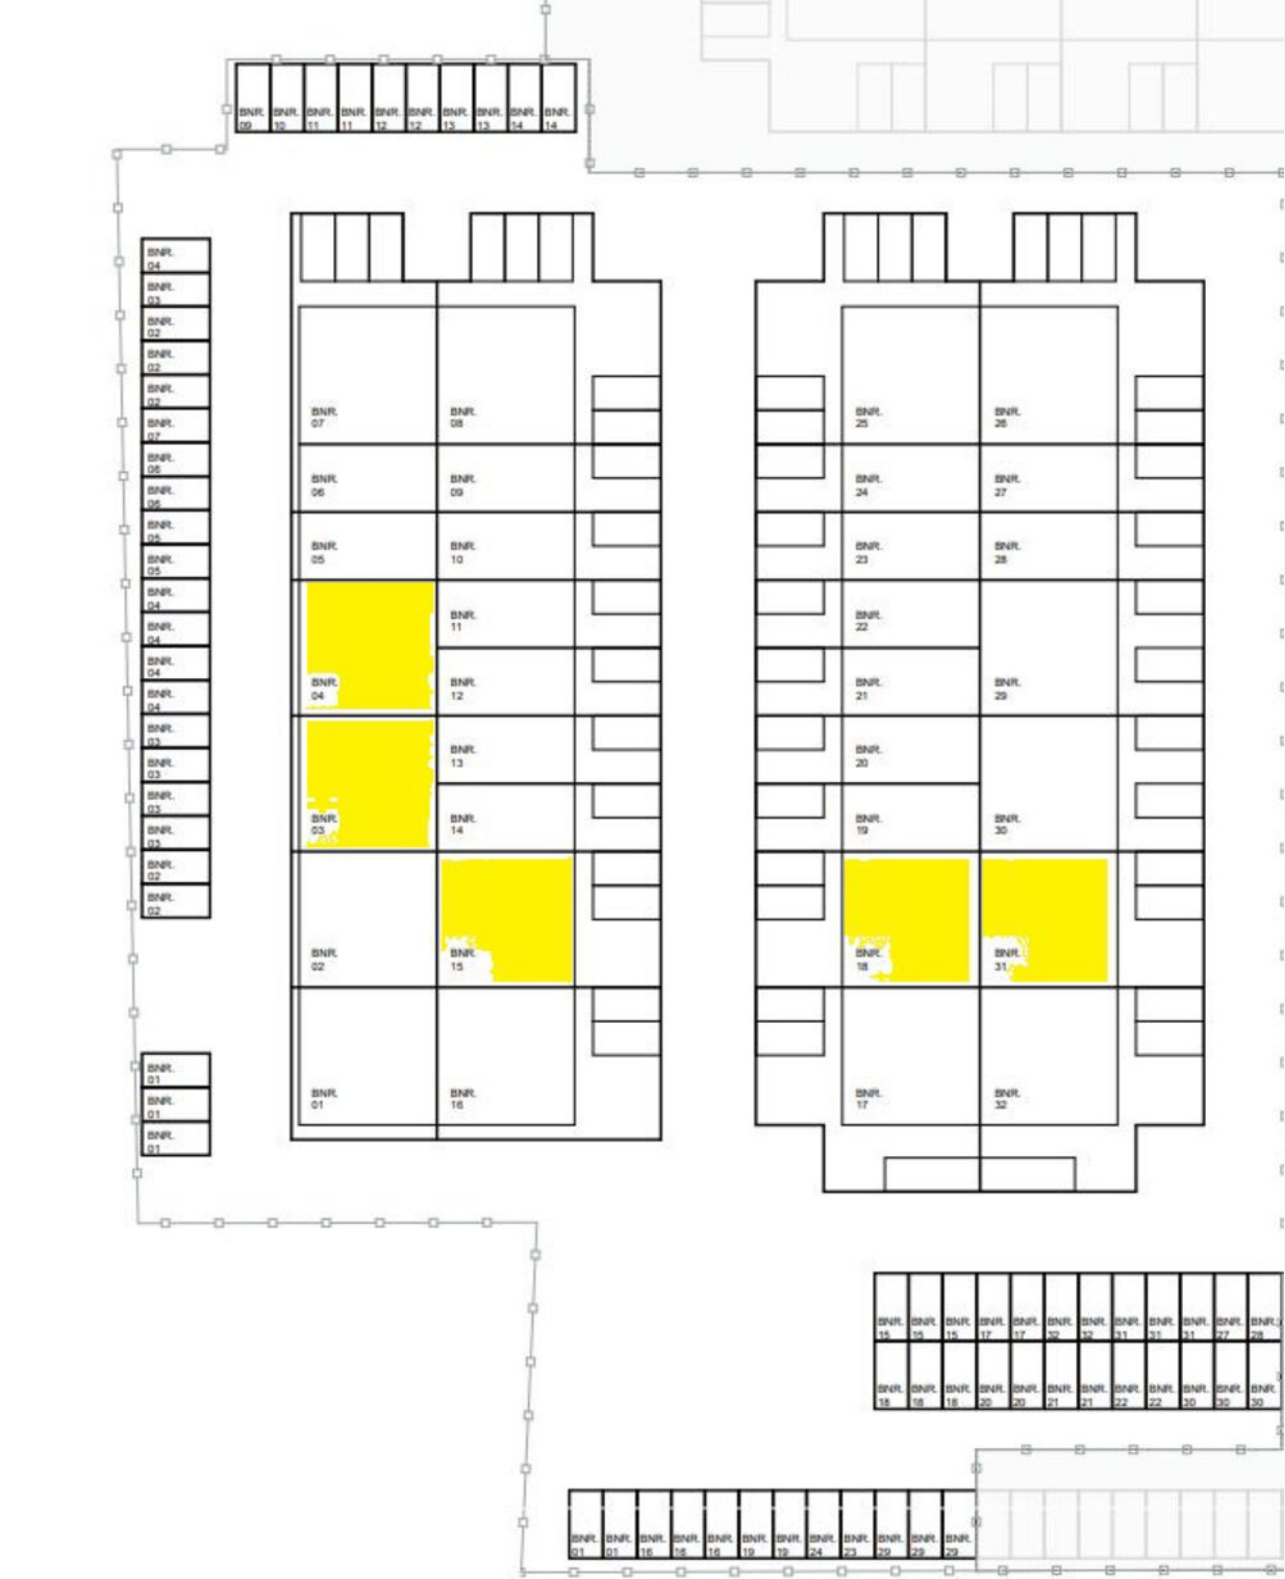 BNR. BNR. BNR. BNR. BNR. BNR. BNR. BNR. BNR. BNR.
09 10 11 11 12 12 13 13 14 14
BNR.
04
BNR.
03
BNR.
02
BNR.
02
BNR.
02
BNR.
07
BNR.
06
BNR.
06
BNR.
05
BNR.
05
BNR.
04
BNR.
04
BNR.
04
BNR.
04
BNR.
03
BNR.
03
BNR.
03
BNR.
03
BNR.
02
BNR.
02
BNR.
01
BNR.
01
BNR.
01
BNR. BNR.
07 08
BNR. BNR.
06 09
BNR. BNR.
05 10
BNR.
11
BNR. BNR.
04 12
BNR.
13
BNR. BNR.
03 14
BNR. BNR.
02 15
BNR. BNR.
01 16
BNR. BNR.
25 26
BNR. BNR.
24 27
BNR. BNR.
23 28
BNR.
22
BNR. BNR.
21 29
BNR.
20
BNR. BNR.
19 30
BNR. BNR.
18 31
BNR. BNR.
17 32
BNR. BNR. BNR. BNR. BNR. BNR. BNR. BNR. BNR. BNR. BNR. BNR.
15 15 15 17 17 32 32 31 31 31 27 28
BNR. BNR. BNR. BNR. BNR. BNR. BNR. BNR. BNR. BNR. BNR. BNR.
18 18 18 20 20 21 21 22 22 30 30 30
BNR. BNR. BNR. BNR. BNR. BNR. BNR. BNR. BNR. BNR. BNR. BNR.
01 01 16 16 16 19 19 24 23 29 29 29